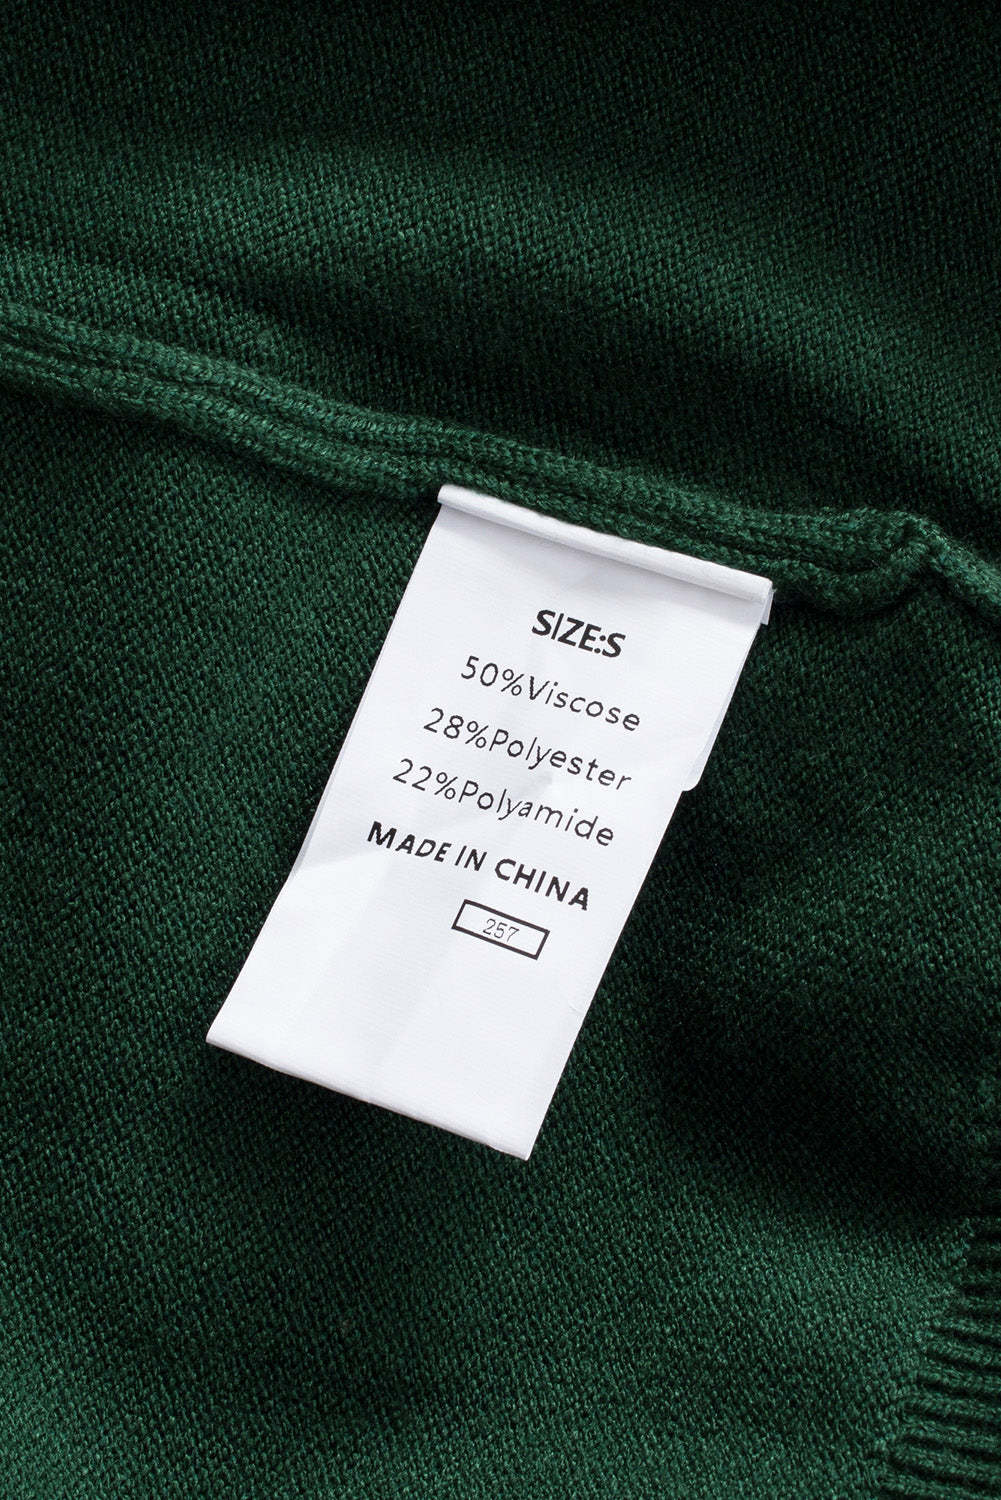 SIZE:S
50%Viscose
28%Polyester
22%Polyamide
MADE IN CHINA
257